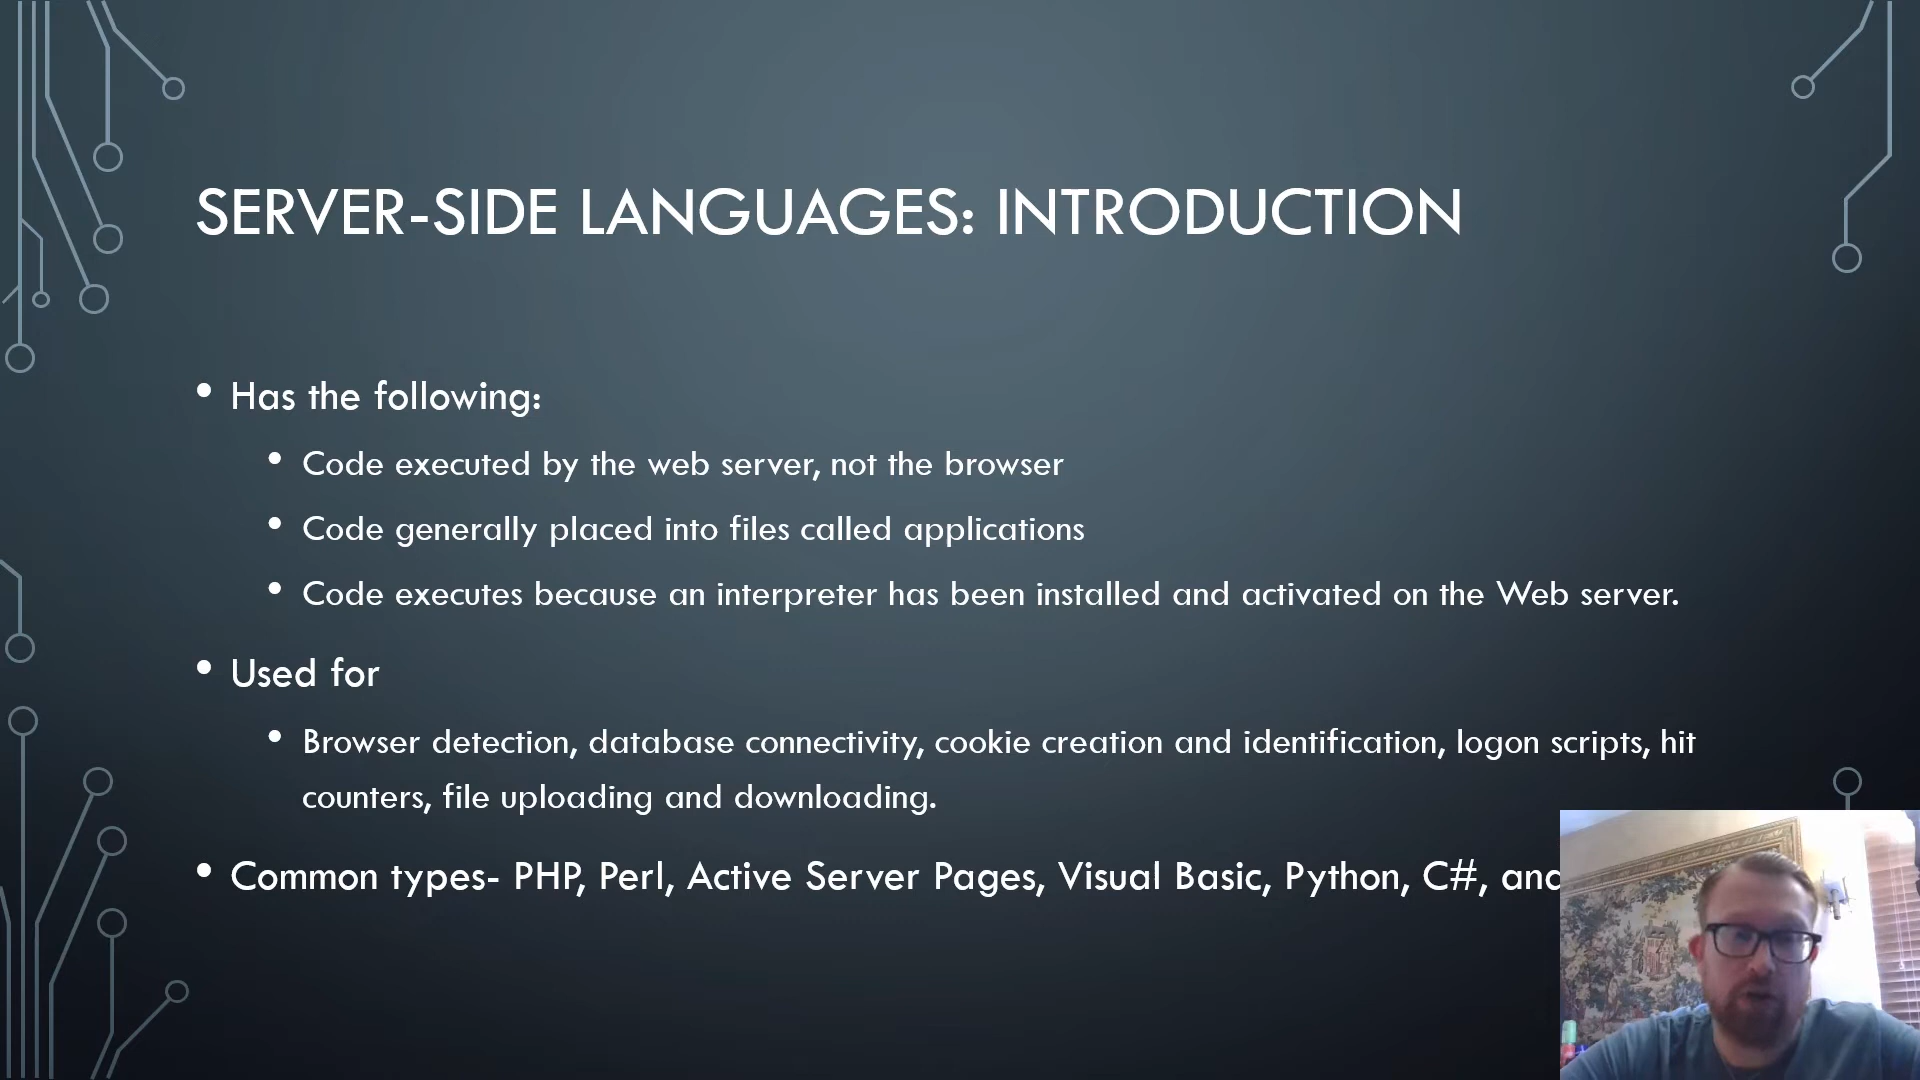 SERVER-SIDE LANGUAGES: INTRODUCTION
• Has the following:
• Code executed by the web server, not the browser
• Code generally placed into files called applications
• Code executes because an interpreter has been installed and activated on the Web server.
• Used for
• Browser detection, database connectivity, cookie creation and identification, logon scripts, hit
counters, file uploading and downloading.
• Common types- PHP, Perl, Active Server Pages, Visual Basic, Python, C#, and